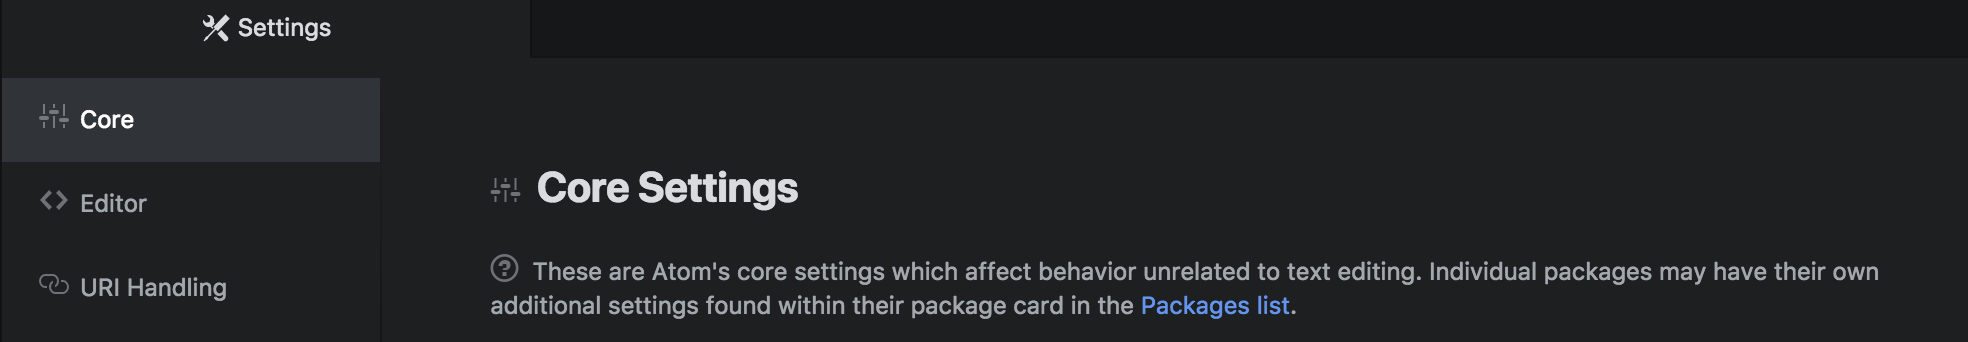 Settings
Core
Editor
URI Handling
Core Settings
These are Atom's core settings which affect behavior unrelated to text editing. Individual packages may have their own
additional settings found within their package card in the Packages list.